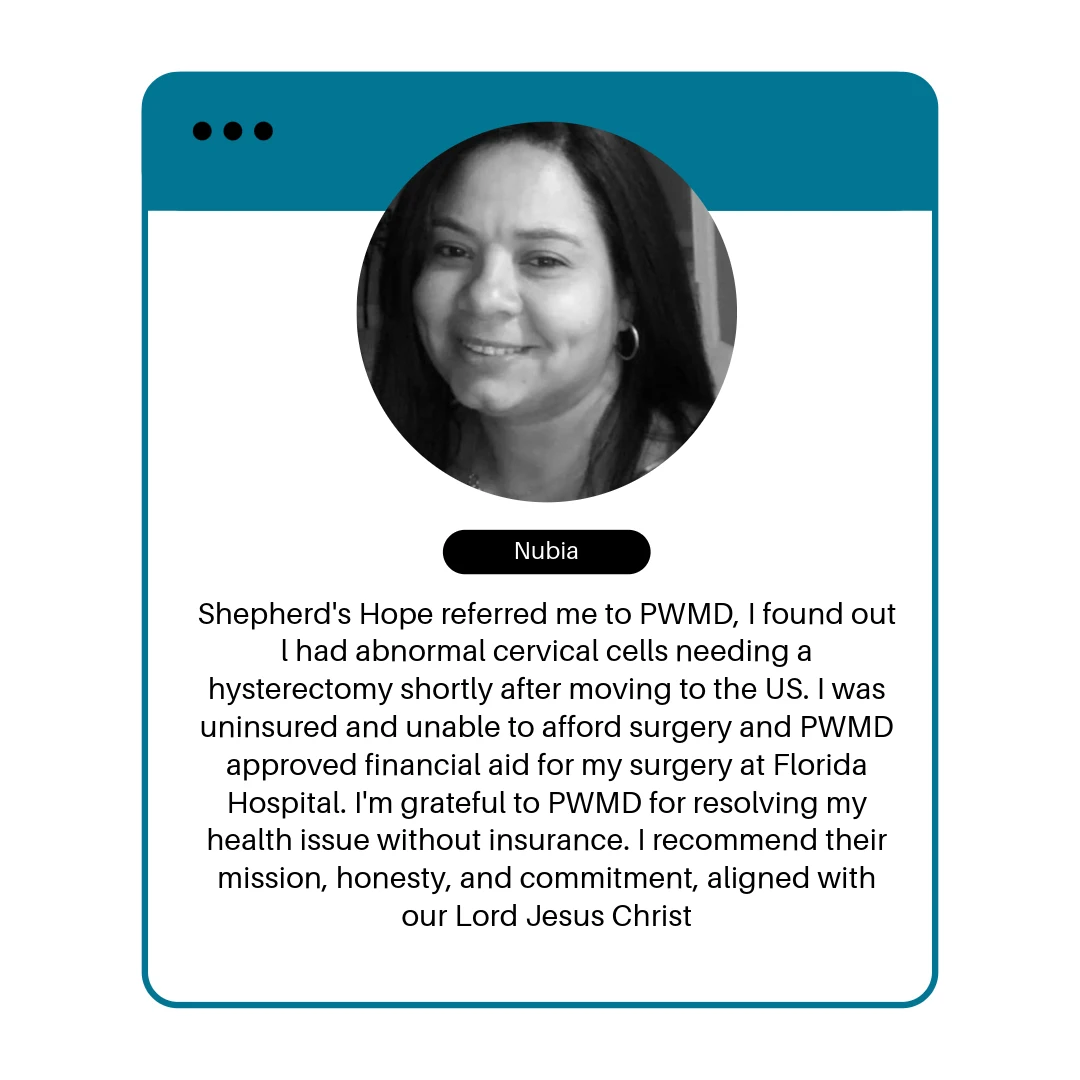 Nubia
Shepherd's Hope referred me to PWMD, I found out
l had abnormal cervical cells needing a
hysterectomy shortly after moving to the US. I was
uninsured and unable to afford surgery and PWMD
approved financial aid for my surgery at Florida
Hospital. I'm grateful to PWMD for resolving my
health issue without insurance. I recommend their
mission, honesty, and commitment, aligned with
our Lord Jesus Christ